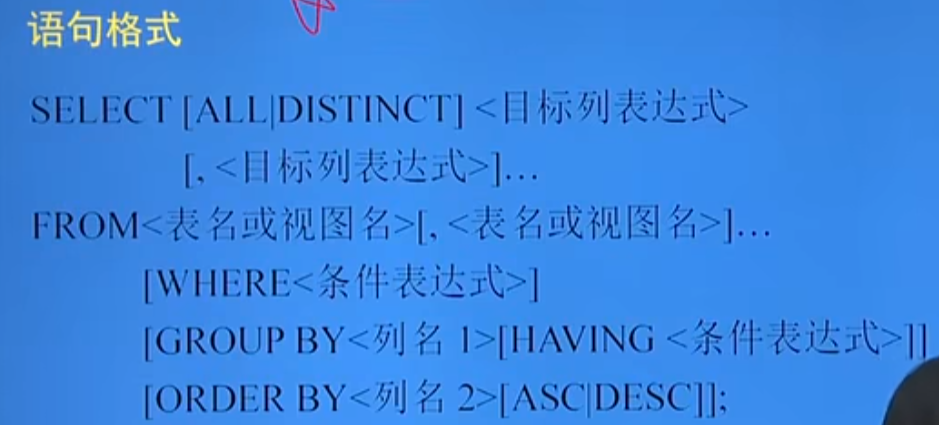 语句格式
SELECT [ALL|DISTINCT] <目标列表达式>
[, <目标列表达式>]…
FROM<表名或视图名>[, <表名或视图名>]…
[WHERE<条件表达式>]
[GROUP BY<列名 1>[HAVING <条件表达式>]]
[ORDER BY<列名 2>[ASC|DESC]];